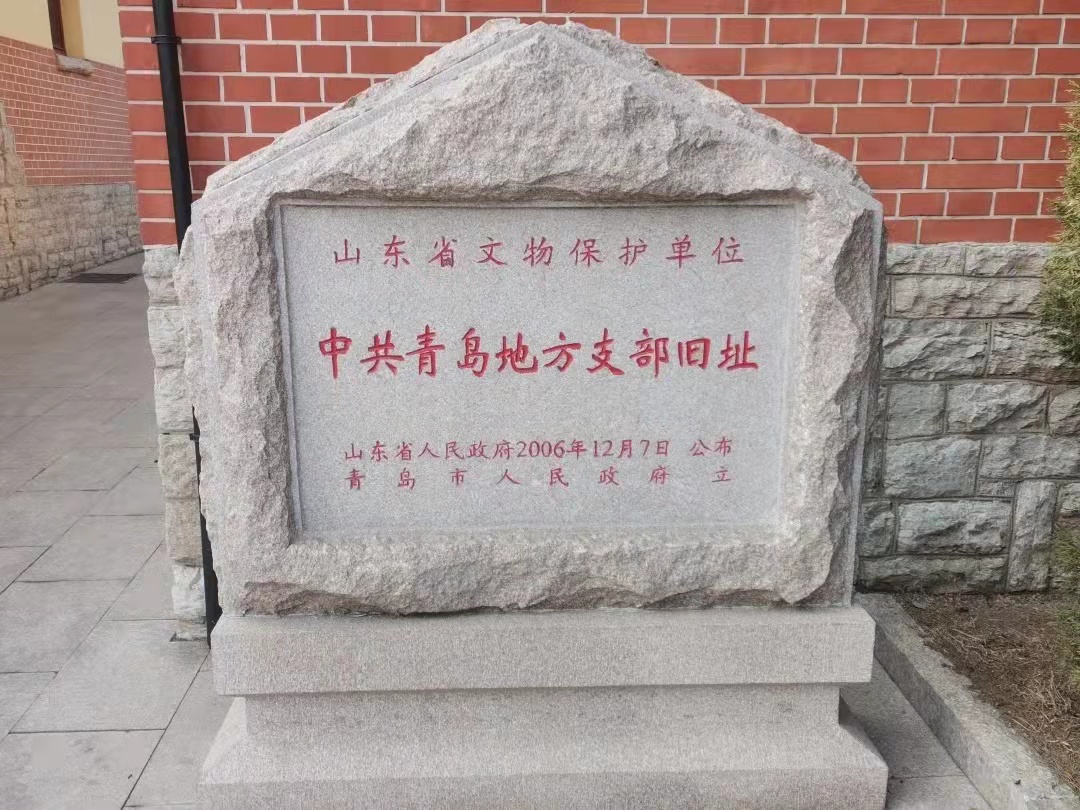 山东省文物保护单位
中共青岛地方支部旧址
山东省人民政府2006年12月7日 公布
青岛市人民政府立